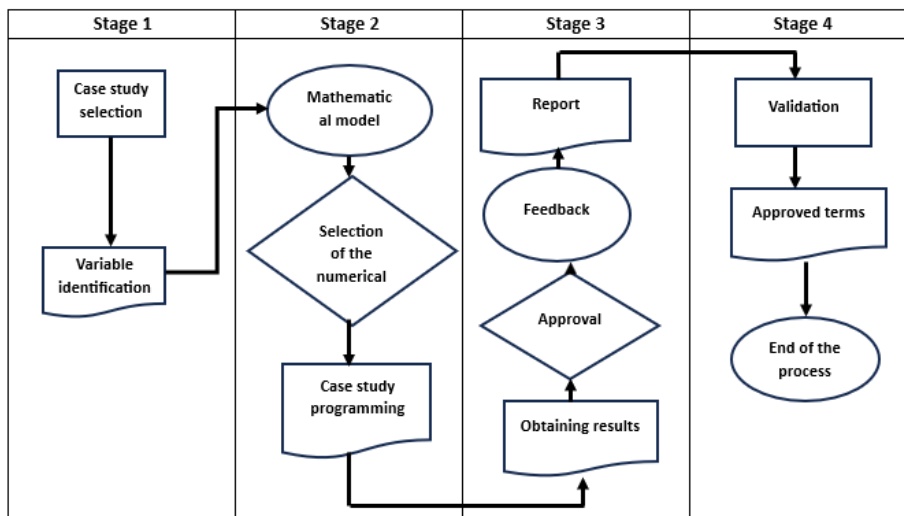 Stage 1
Stage 2
Stage 3
Stage 4
Case study
selection
Variable
identification
Mathematic
al model
Selection
of the
numerical
Case study
programming
Report
Feedback
Approval
Obtaining results
Validation
Approved terms
End of the
process